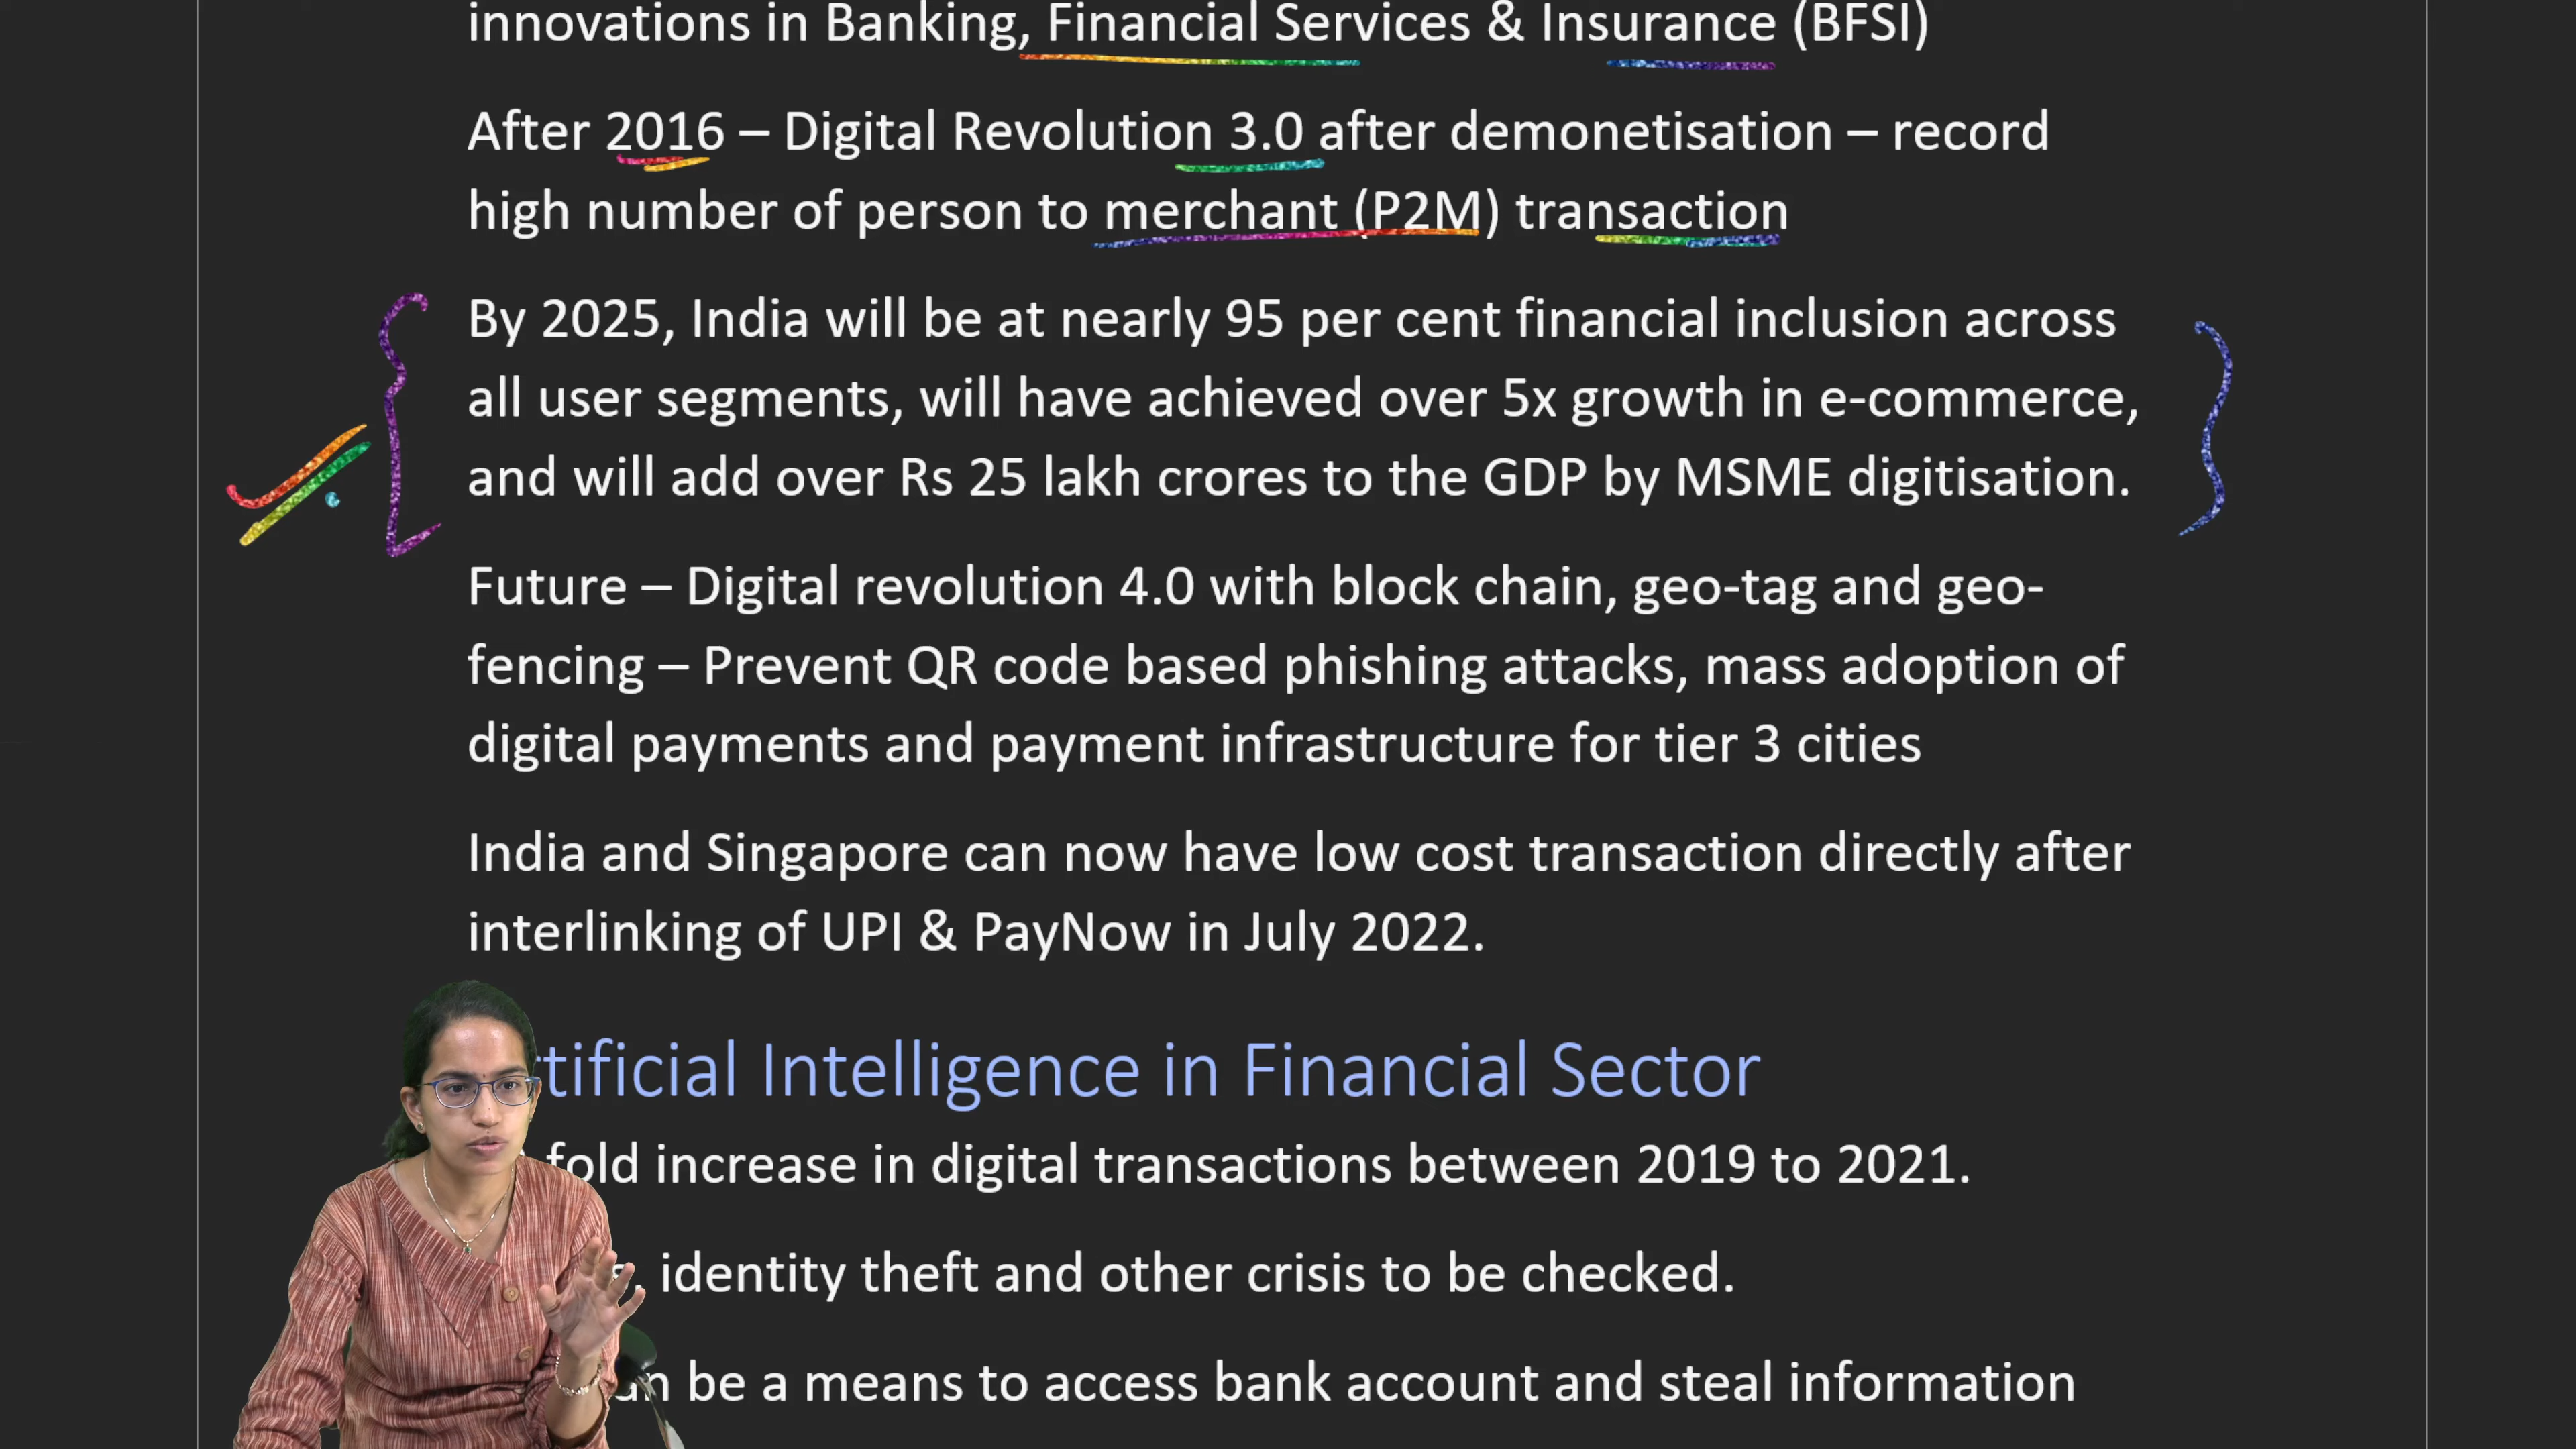 innovations in Banking, Financial Services & Insurance (BFSI)
After 2016 – Digital Revolution 3.0 after demonetisation – record
high number of person to merchant (P2M) transaction
By 2025, India will be at nearly 95 per cent financial inclusion across
all user segments, will have achieved over 5x growth in e-commerce,
and will add over Rs 25 lakh crores to the GDP by MSME digitisation.
Future – Digital revolution 4.0 with block chain, geo-tag and geo-
fencing – Prevent QR code based phishing attacks, mass adoption of
digital payments and payment infrastructure for tier 3 cities
India and Singapore can now have low cost transaction directly after
interlinking of UPI & PayNow in July 2022.
Artificial Intelligence in Financial Sector
fold increase in digital transactions between 2019 to 2021.
identity theft and other crisis to be checked.
be a means to access bank account and steal information